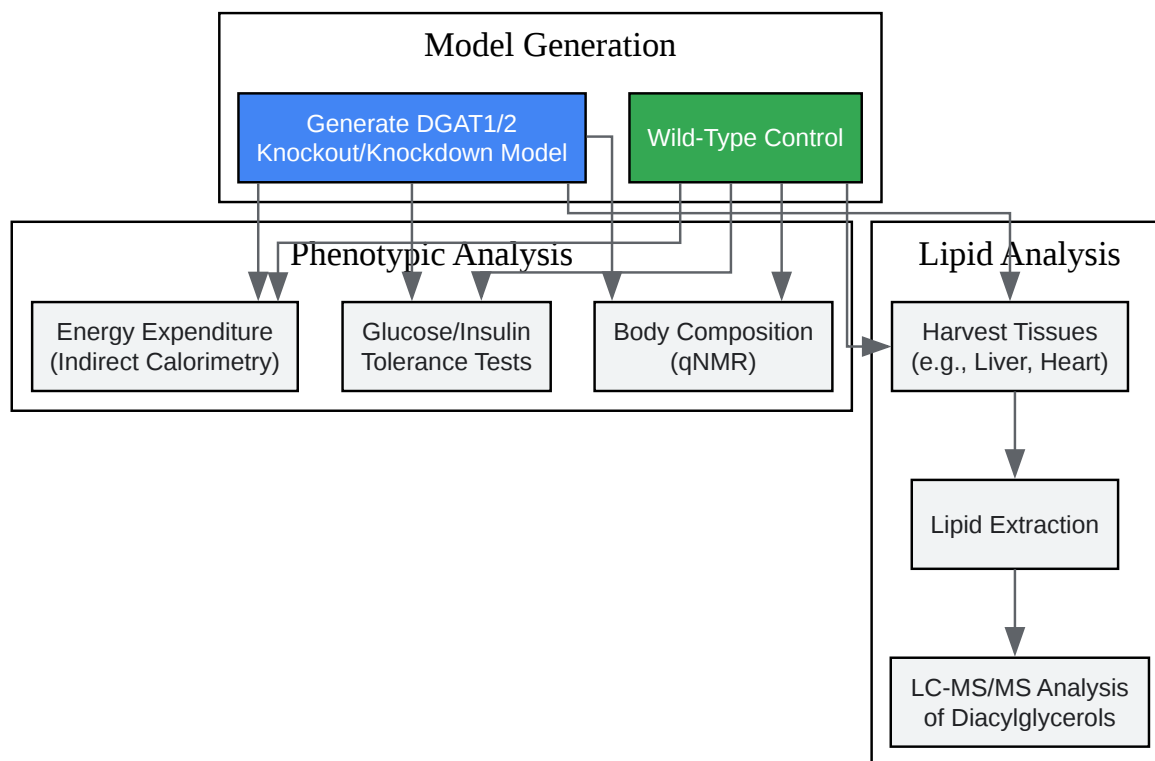 Model Generation
Generate DGAT1/2
Knockout/Knockdown Model
Wild-Type Control
Phenotypic Analysis
Energy Expenditure
(Indirect Calorimetry)
Glucose/Insulin
Tolerance Tests
Body Composition
(qNMR)
Lipid Analysis
Harvest Tissues
(e.g., Liver, Heart)
Lipid Extraction
LC-MS/MS Analysis
of Diacylglycerols